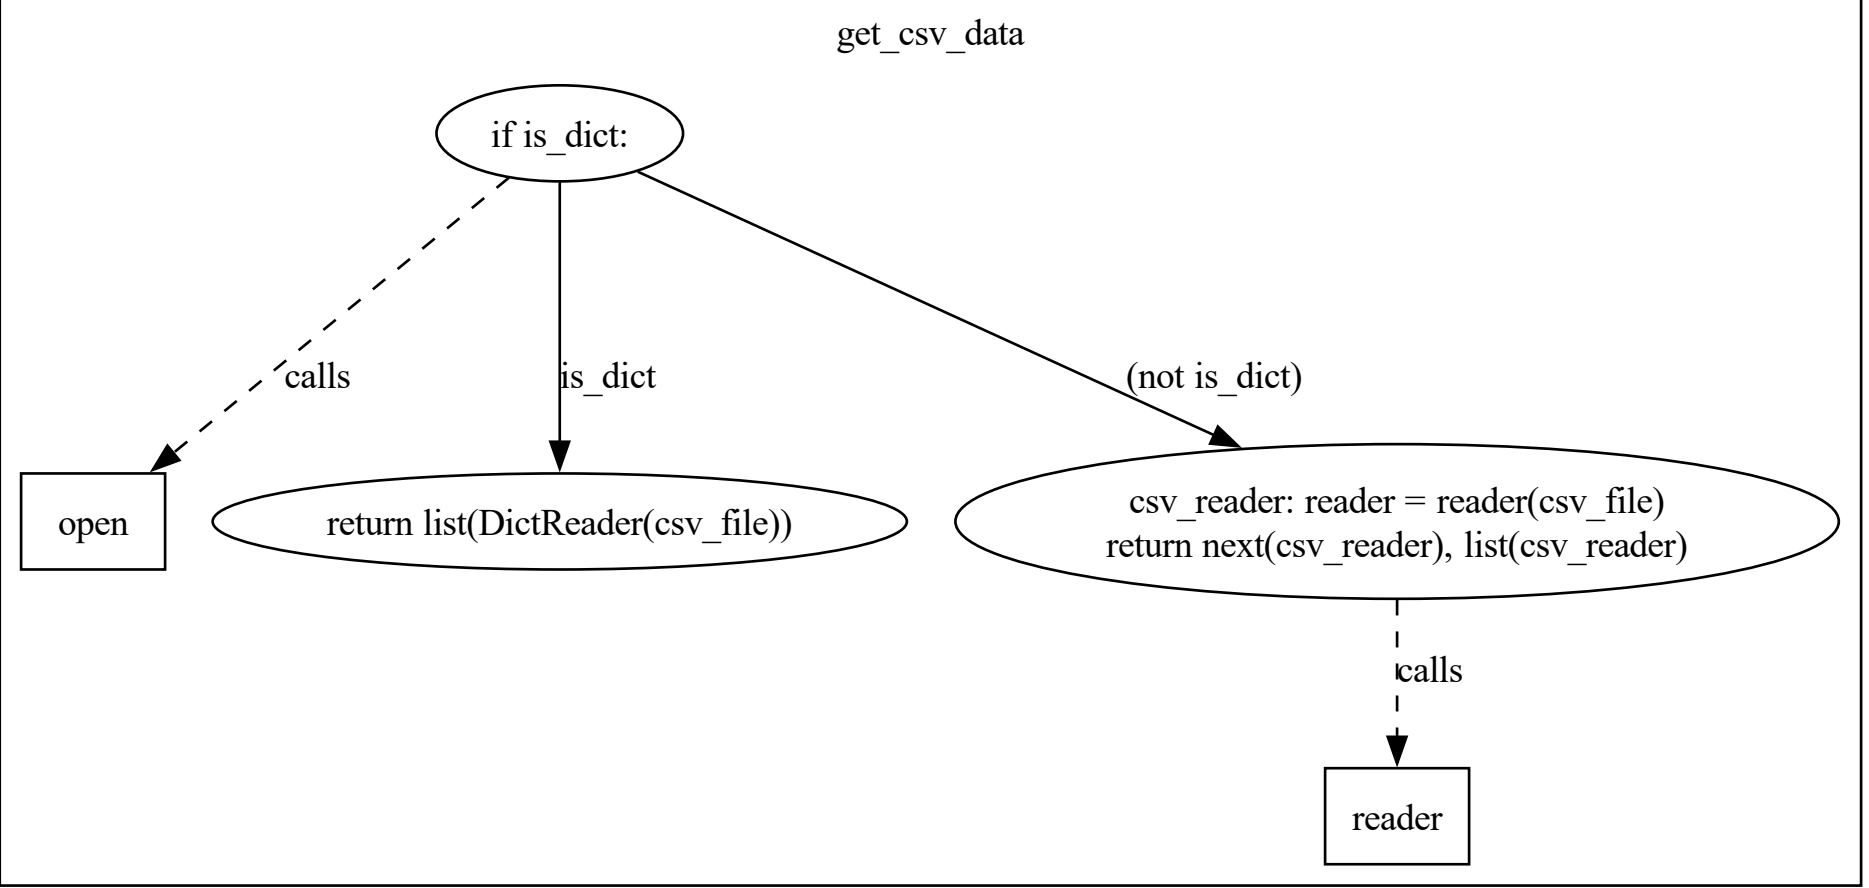 get_csv_data
if is_dict:
calls
is_dict
(not is_dict)
open
return list(DictReader(csv_file))
csv_reader: reader = reader(csv_file)
return next(csv_reader), list(csv_reader)
calls
reader